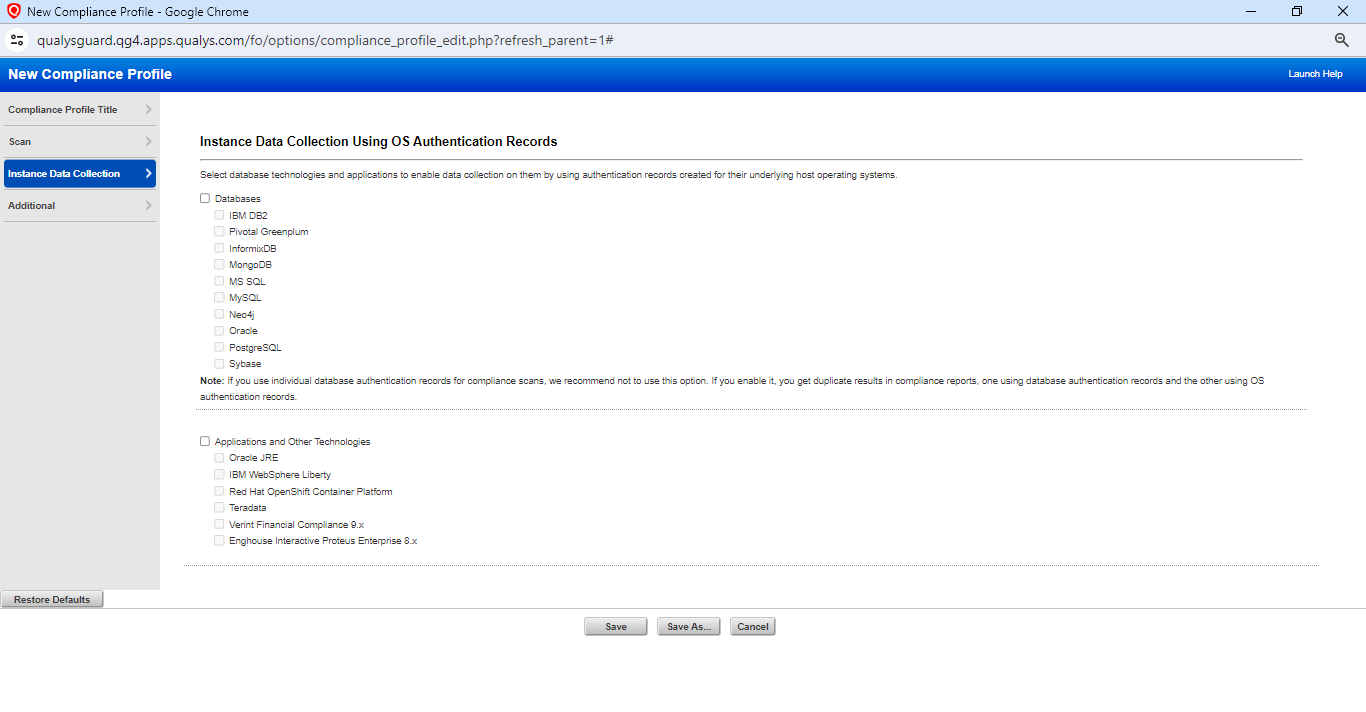 New Compliance Profile - Google Chrome
qualysguard.qg4.apps.qualys.com/fo/options/compliance_profile_edit.php?refresh_parent=1#
New Compliance Profile
Launch Help
Compliance Profile Title
Scan
Instance Data Collection
Additional
Restore Defaults
Instance Data Collection Using OS Authentication Records
Select database technologies and applications to enable data collection on them by using authentication records created for their underlying host operating systems.
Databases
IBM DB2
Pivotal Greenplum
InformixDB
MongoDB
MS SQL
MySQL
Neo4j
Oracle
PostgreSQL
Sybase
Note: If you use individual database authentication records for compliance scans, we recommend not to use this option. If you enable it, you get duplicate results in compliance reports, one using database authentication records and the other using OS
authentication records.
Applications and Other Technologies
Oracle JRE
IBM WebSphere Liberty
Red Hat OpenShift Container Platform
Teradata
Verint Financial Compliance 9.x
Enghouse Interactive Proteus Enterprise 8.x
Save
Save As...
Cancel